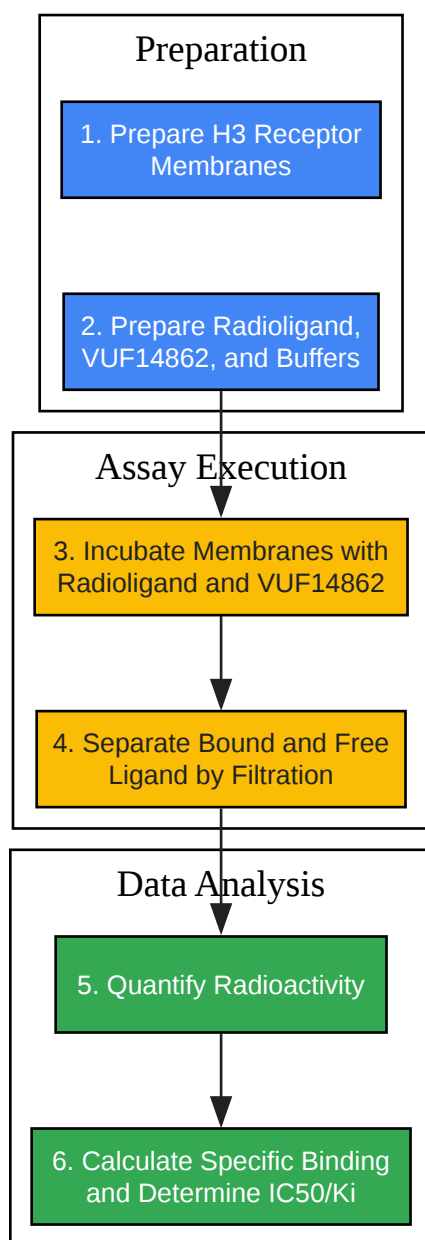 Preparation
1. Prepare H3 Receptor
Membranes
2. Prepare Radioligand,
VUF14862, and Buffers
Assay Execution
3. Incubate Membranes with
Radioligand and VUF14862
4. Separate Bound and Free
Ligand by Filtration
Data Analysis
5. Quantify Radioactivity
6. Calculate Specific Binding
and Determine IC50/Ki